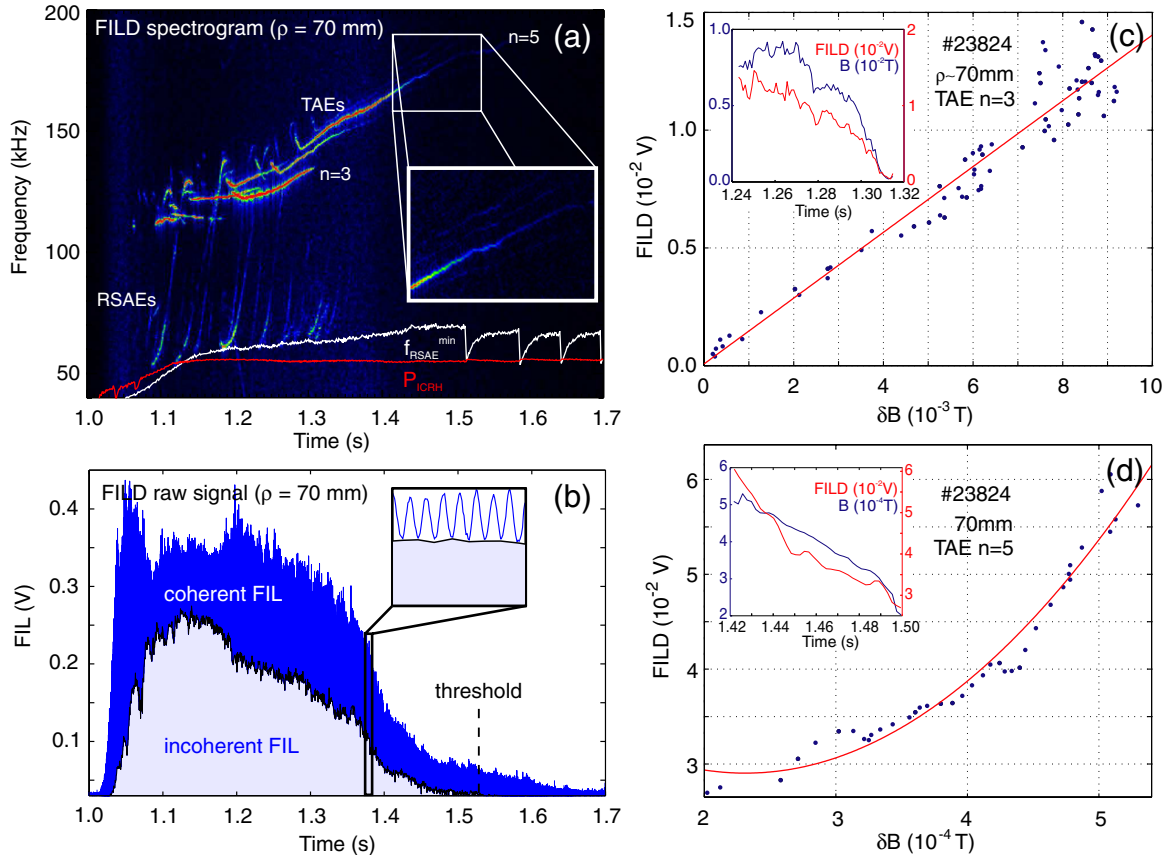 FILD spectrogram (ρ = 70 mm)
(a)
n=5
TAEs
n=3
RSAEs
f_RSAE^min
P_ICRH
200
150
100
50
Frequency (kHz)
1.0 1.1 1.2 1.3 1.4 1.5 1.6 1.7
Time (s)
FILD raw signal (ρ = 70 mm)
(b)
coherent FIL
incoherent FIL
threshold
0.4
0.3
0.2
0.1
FIL (V)
1.0 1.1 1.2 1.3 1.4 1.5 1.6 1.7
Time (s)
(c)
#23824
ρ~70mm
TAE n=3
FILD (10⁻² V)
B (10⁻² T)
1.0
0.5
0.0
2
1
0
1.24 1.26 1.28 1.30 1.32
Time (s)
1.5
1.0
0.5
0.0
FILD (10⁻² V)
0 2 4 6 8 10
δB (10⁻³ T)
(d)
#23824
70mm
TAE n=5
FILD (10⁻² V)
B (10⁻⁴ T)
6
5
4
3
2
6
5
4
3
1.42 1.44 1.46 1.48 1.50
Time (s)
6
5
4
3
FILD (10⁻² V)
2 3 4 5
δB (10⁻⁴ T)